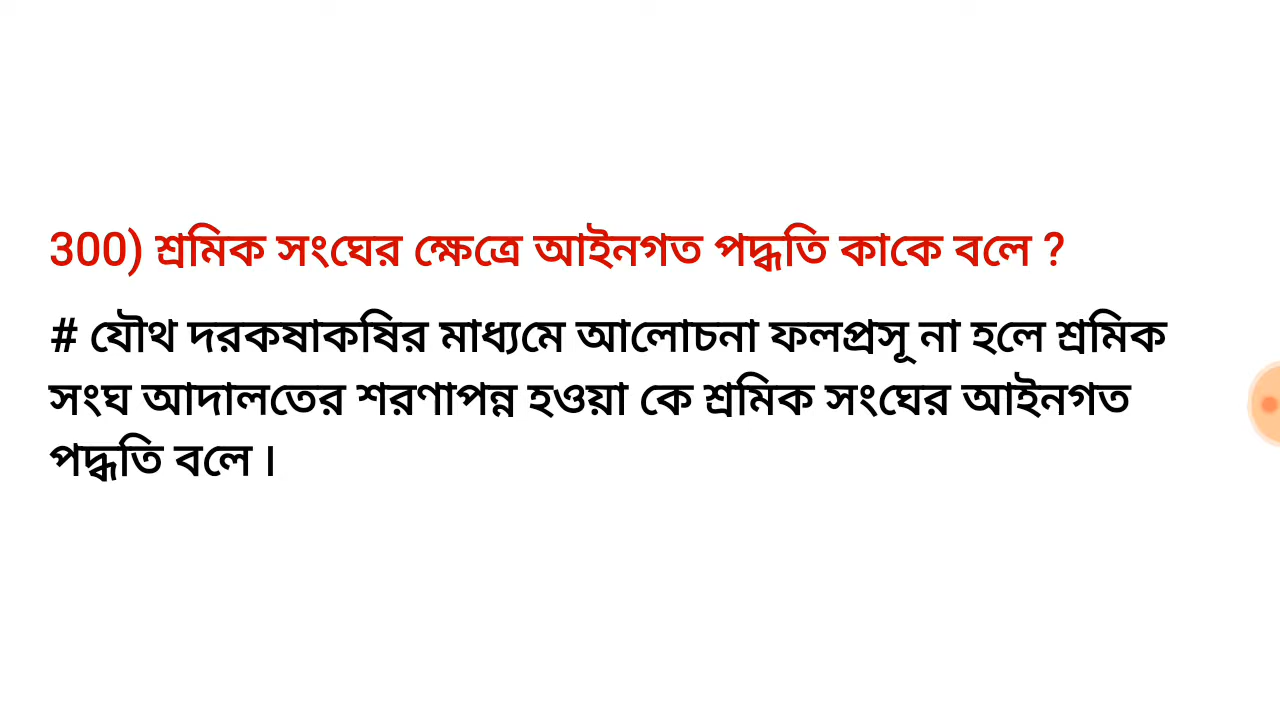 300) শ্রমিক সংঘের ক্ষেত্রে আইনগত পদ্ধতি কাকে বলে ?
# যৌথ দরকষাকষির মাধ্যমে আলোচনা ফলপ্রসূ না হলে শ্রমিক
সংঘ আদালতের শরণাপন্ন হওয়া কে শ্রমিক সংঘের আইনগত
পদ্ধতি বলে ।